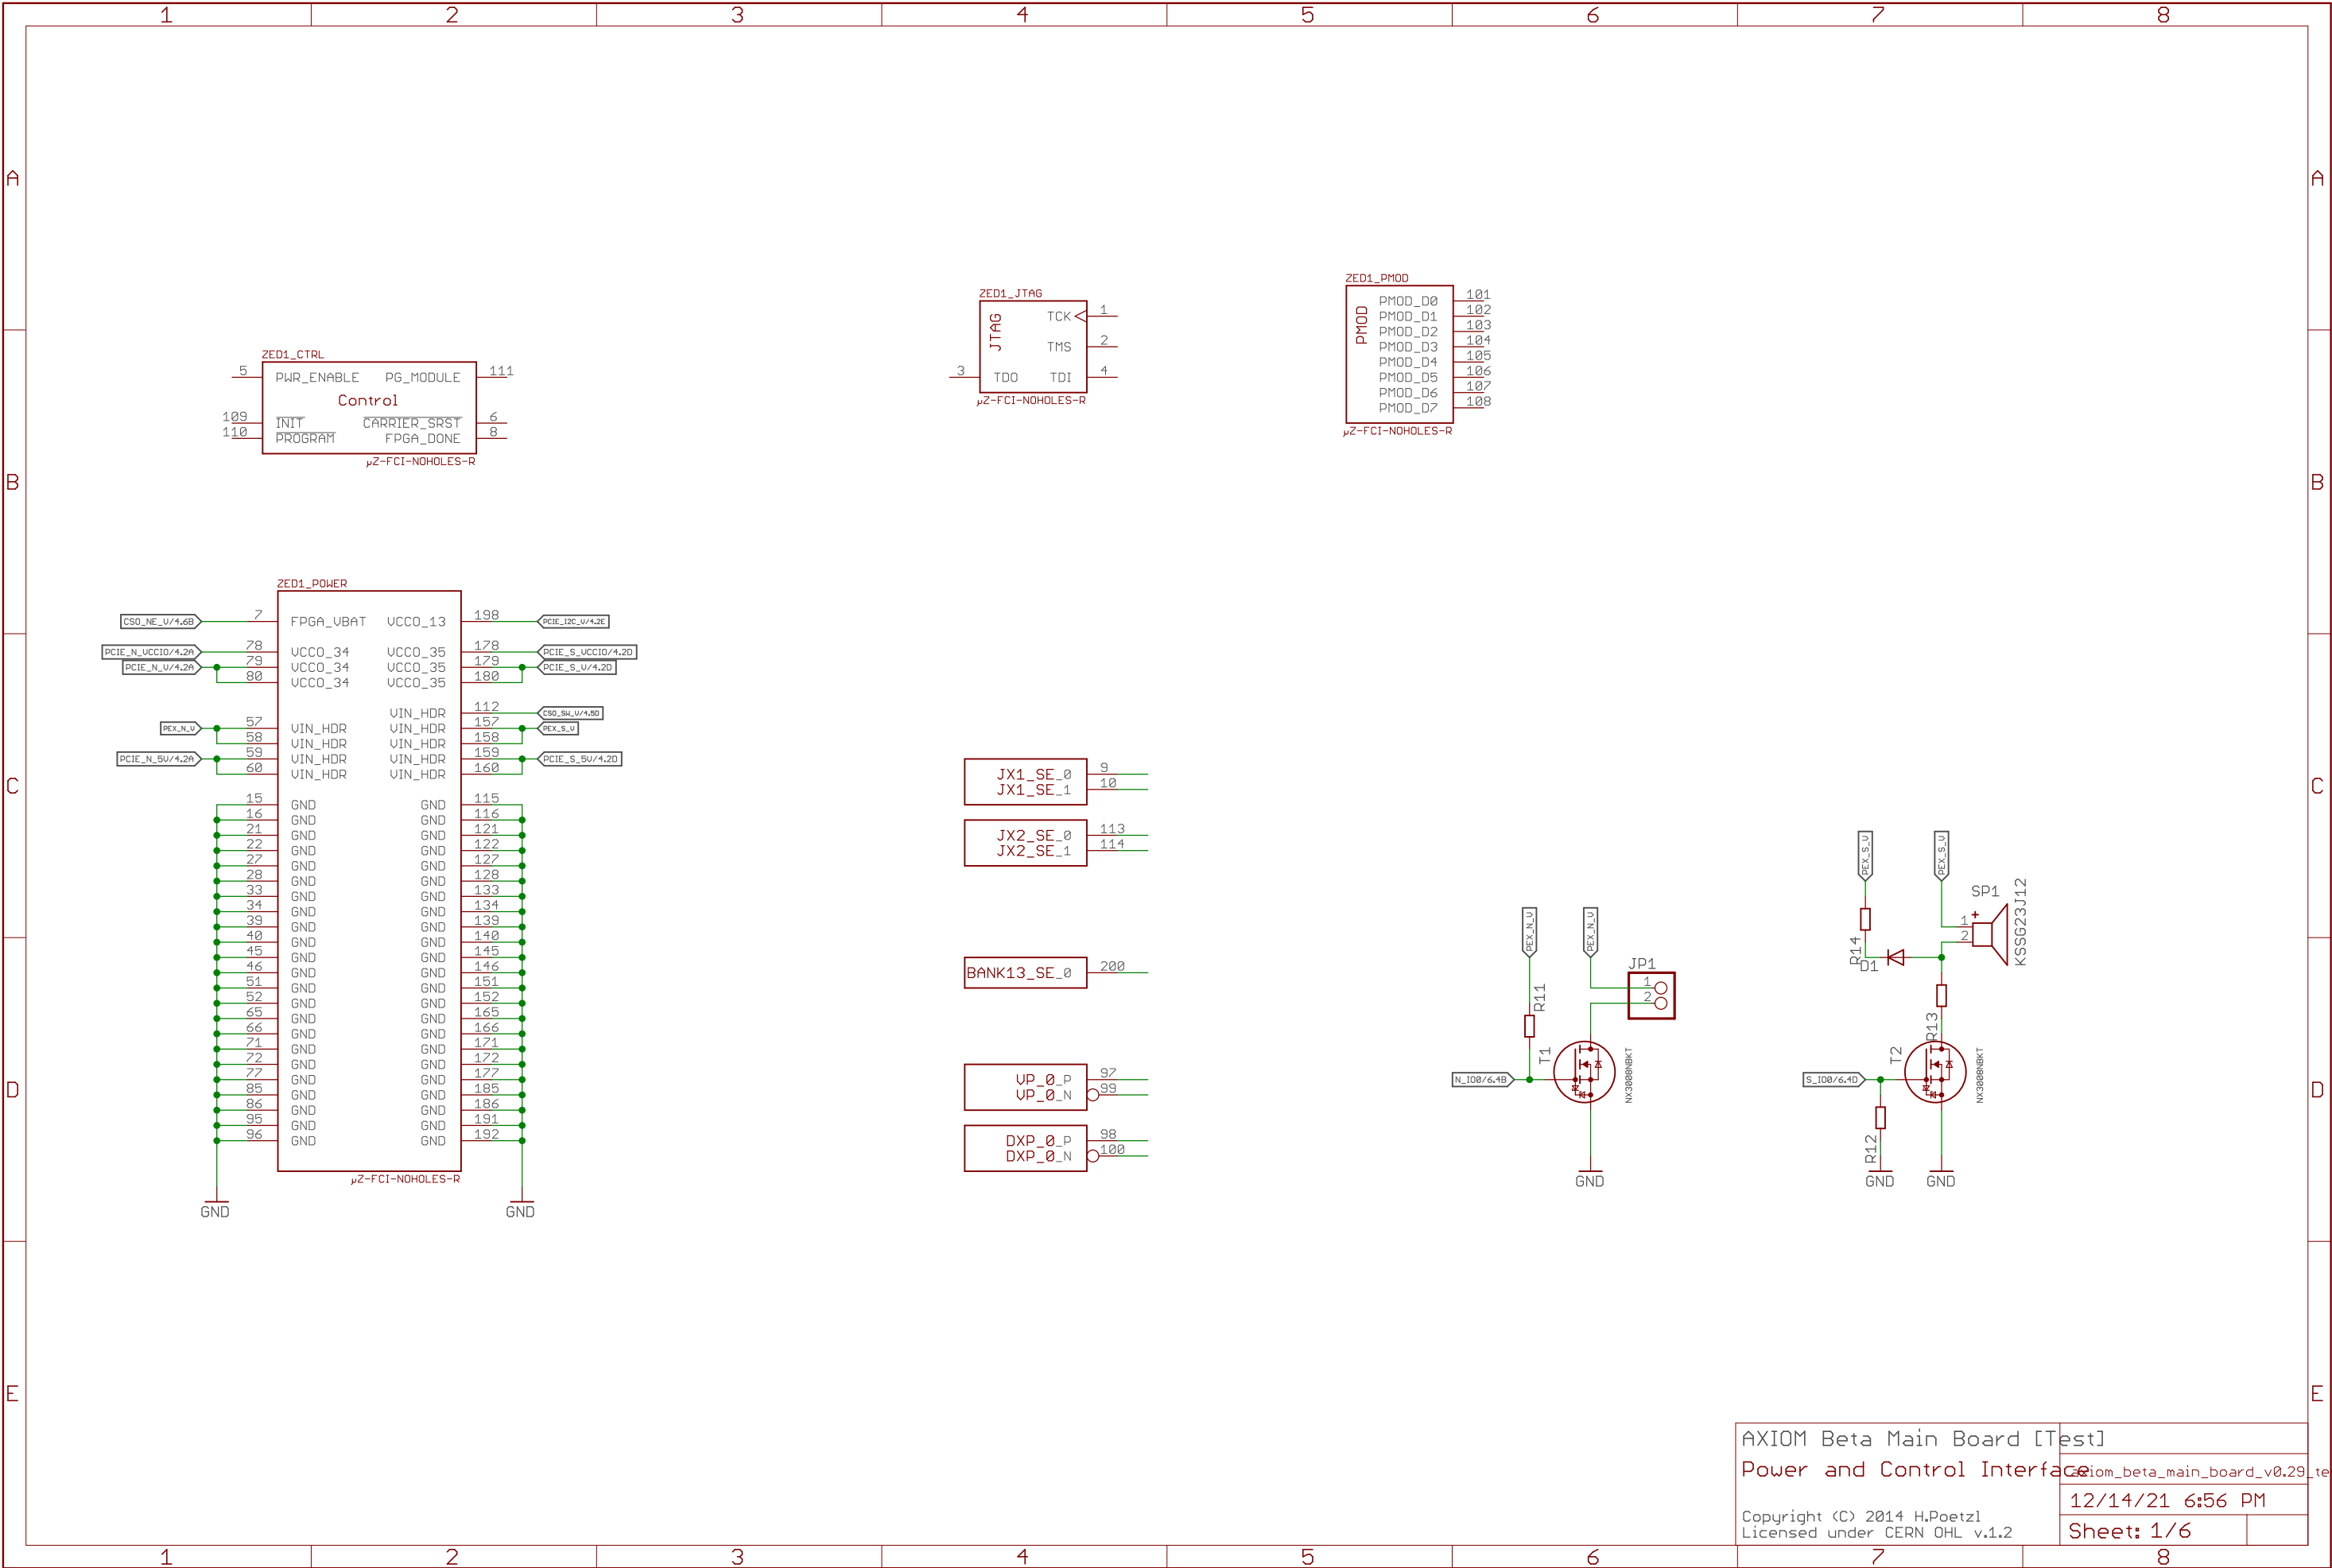 1 2 3 4 5 6 7 8
A A
ZED1_PMOD
PMOD
PMOD_D0 101
PMOD_D1 102
PMOD_D2 103
PMOD_D3 104
PMOD_D4 105
PMOD_D5 106
PMOD_D6 107
PMOD_D7 108
µZ-FCI-NOHOLES-R
ZED1_JTAG
JTAG
TCK 1
TMS 2
3 TDO TDI 4
µZ-FCI-NOHOLES-R
ZED1_CTRL
5 PWR_ENABLE PG_MODULE 111
Control
109 INIT CARRIER_SRST 6
110 PROGRAM FPGA_DONE 8
µZ-FCI-NOHOLES-R
B B
ZED1_POWER
CSO_NE_V/4.6B 7 FPGA_VBAT VCCO_13 198 PCIE_I2C_V/4.2E
PCIE_N_VCCIO/4.2A 78 VCCO_34 VCCO_35 178 PCIE_S_VCCIO/4.2D
PCIE_N_V/4.2A 79 VCCO_34 VCCO_35 179 PCIE_S_V/4.2D
80 VCCO_34 VCCO_35 180
VIN_HDR 112 CSO_SW_V/4.5D
PEX_N_V 57 VIN_HDR VIN_HDR 157 PEX_S_V
58 VIN_HDR VIN_HDR 158
PCIE_N_5V/4.2A 59 VIN_HDR VIN_HDR 159 PCIE_S_5V/4.2D
60 VIN_HDR VIN_HDR 160
15 GND GND 115
16 GND GND 116
21 GND GND 121
22 GND GND 122
27 GND GND 127
28 GND GND 128
33 GND GND 133
34 GND GND 134
39 GND GND 139
40 GND GND 140
45 GND GND 145
46 GND GND 146
51 GND GND 151
52 GND GND 152
65 GND GND 165
66 GND GND 166
71 GND GND 171
72 GND GND 172
77 GND GND 177
85 GND GND 185
86 GND GND 186
95 GND GND 191
96 GND GND 192
µZ-FCI-NOHOLES-R
GND GND
C C
JX1_SE_0 9
JX1_SE_1 10
JX2_SE_0 113
JX2_SE_1 114
BANK13_SE_0 200
VP_0_P 97
VP_0_N 99
DXP_0_P 98
DXP_0_N 100
PEX_N_V PEX_N_V
R11
JP1
1
2
T1
N_IO0/6.4B
NX3008NBKT
GND
PEX_S_V PEX_S_V
SP1
+
1
2
KSSG23J12
R14
D1
R13
T2
S_IO0/6.4D
NX3008NBKT
R12
GND GND
D D
E E
AXIOM Beta Main Board [Test]
Power and Control Interface
axiom_beta_main_board_v0.29_te
12/14/21 6:56 PM
Copyright (C) 2014 H.Poetzl
Licensed under CERN OHL v.1.2
Sheet: 1/6
1 2 3 4 5 6 7 8